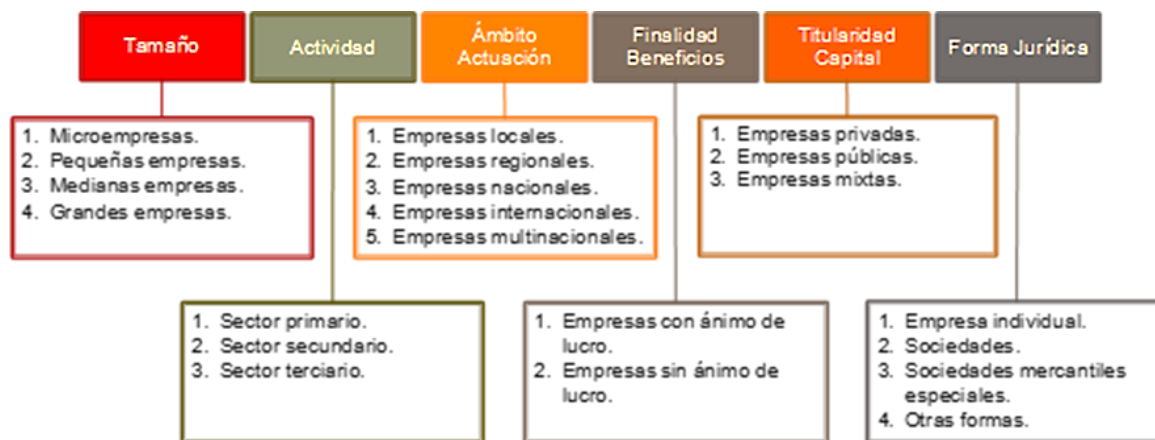 Tamaño
Actividad
Ámbito
Actuación
Finalidad
Beneficios
Titularidad
Capital
Forma Jurídica
1. Microempresas.
2. Pequeñas empresas.
3. Medianas empresas.
4. Grandes empresas.
1. Empresas locales.
2. Empresas regionales.
3. Empresas nacionales.
4. Empresas internacionales.
5. Empresas multinacionales.
1. Empresas privadas.
2. Empresas públicas.
3. Empresas mixtas.
1. Sector primario.
2. Sector secundario.
3. Sector terciario.
1. Empresas con ánimo de
lucro.
2. Empresas sin ánimo de
lucro.
1. Empresa individual.
2. Sociedades.
3. Sociedades mercantiles
especiales.
4. Otras formas.